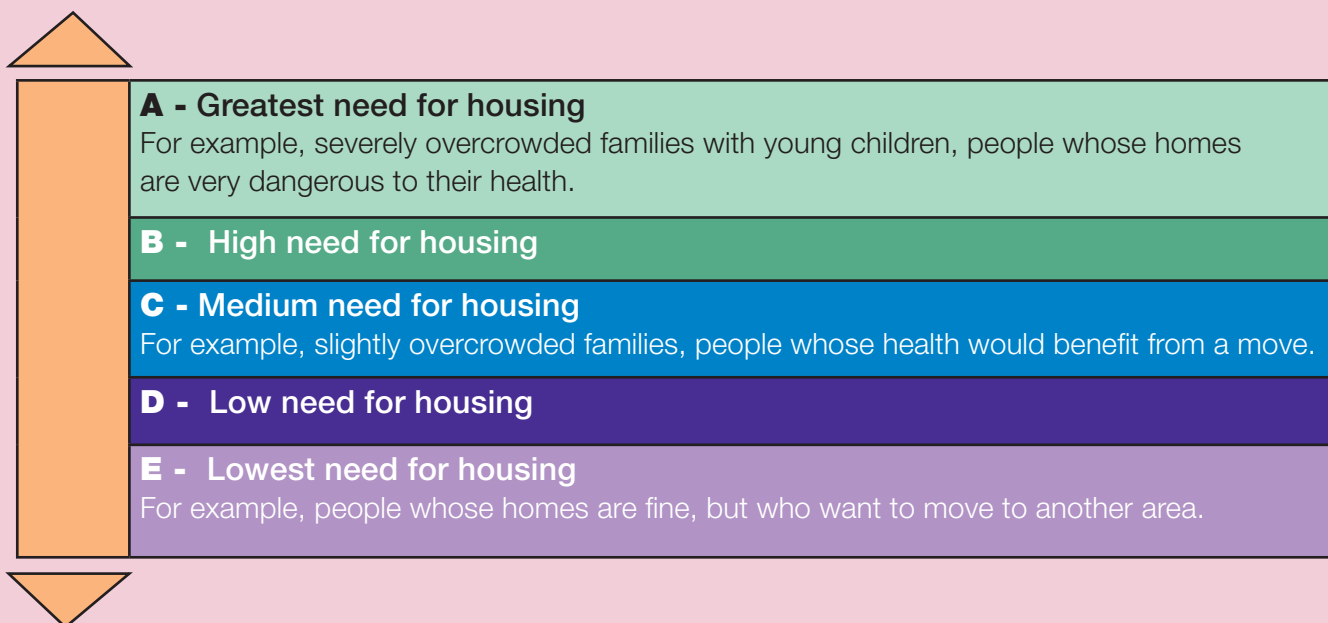 A - Greatest need for housing
For example, severely overcrowded families with young children, people whose homes
are very dangerous to their health.
B - High need for housing
C - Medium need for housing
For example, slightly overcrowded families, people whose health would benefit from a move.
D - Low need for housing
E - Lowest need for housing
For example, people whose homes are fine, but who want to move to another area.